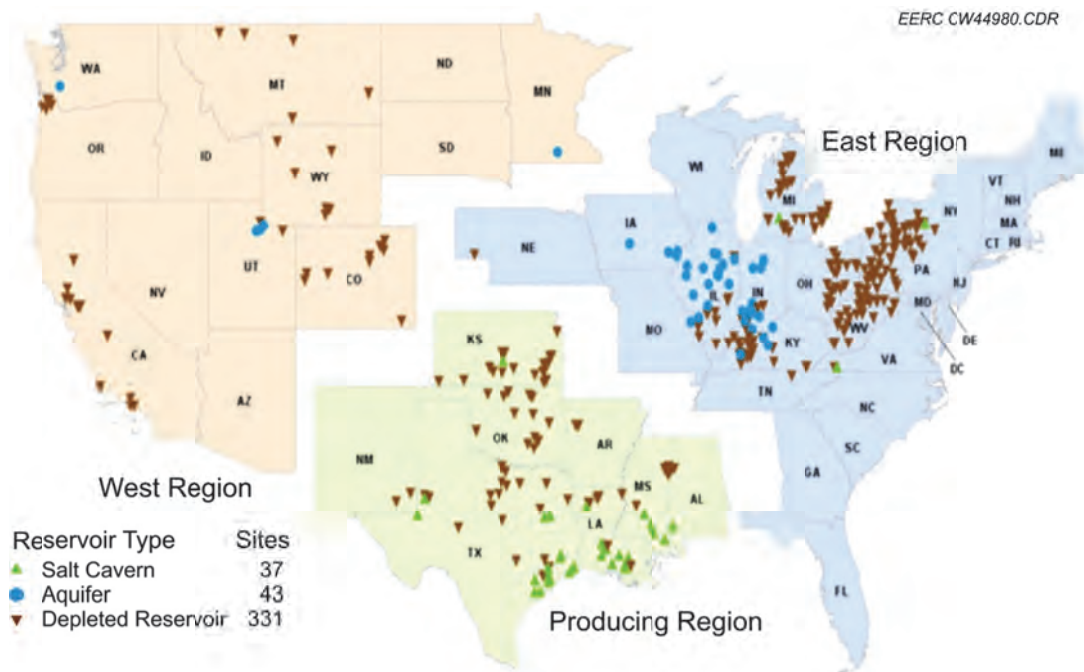 EERC CW44980.CDR
WA
MT
ND
MN
OR
ID
SD
WY
WI
MI
East Region
ME
VT
NH
NY
MA
CT RI
NV
UT
CO
NE
IA
IL
IN
OH
PA
NJ
MD
DE
DC
MO
KY
WV
VA
CA
AZ
KS
TN
NC
SC
NM
OK
AR
GA
MS
AL
TX
LA
FL
West Region
Reservoir Type Sites
Salt Cavern 37
Aquifer 43
Depleted Reservoir 331
Producing Region